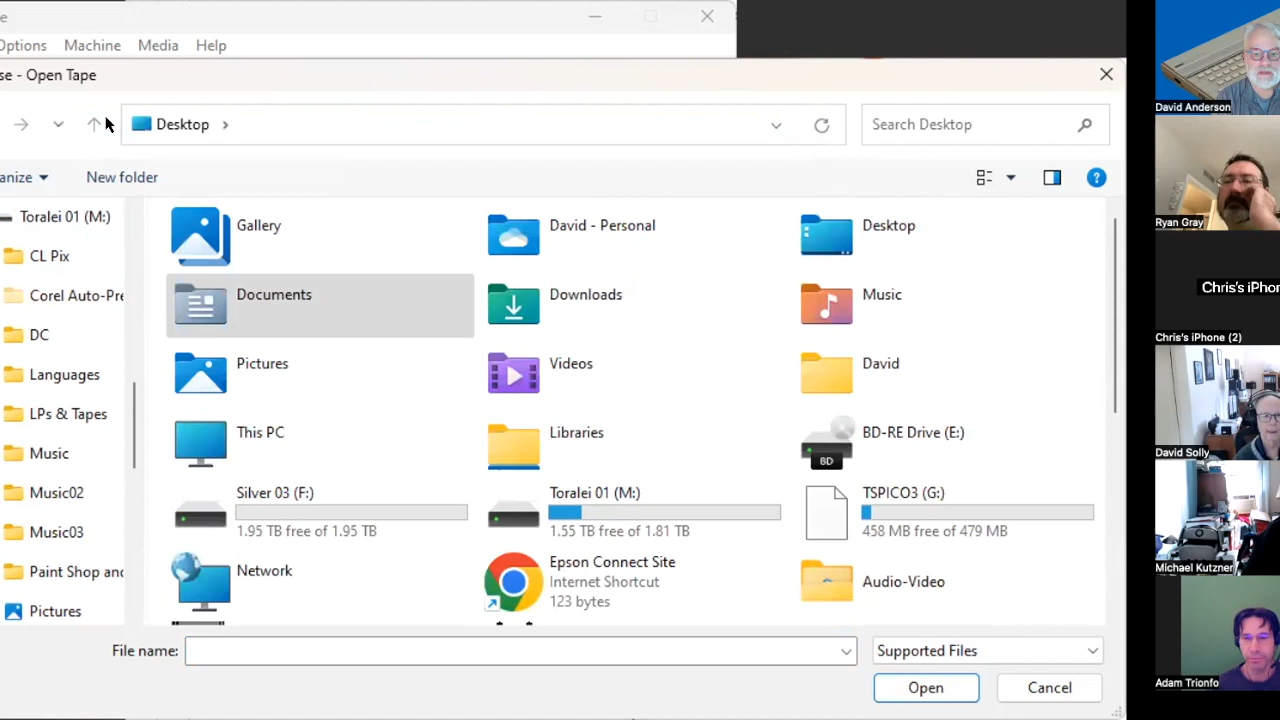 e
Options Machine Media Help
se - Open Tape
Desktop
Search Desktop
anize
New folder
Toralei 01 (M:)
CL Pix
Corel Auto-Pre
DC
Languages
LPs & Tapes
Music
Music02
Music03
Paint Shop and
Pictures
Gallery
David - Personal
Desktop
Documents
Downloads
Music
Pictures
Videos
David
This PC
Libraries
BD-RE Drive (E:)
BD
Silver 03 (F:)
1.95 TB free of 1.95 TB
Toralei 01 (M:)
1.55 TB free of 1.81 TB
TSPICO3 (G:)
458 MB free of 479 MB
Network
Epson Connect Site
Internet Shortcut
123 bytes
Audio-Video
File name:
Supported Files
Open
Cancel
David Anderson
Ryan Gray
Chris's iPhon
Chris's iPhone (2)
David Solly
Michael Kutzner
Adam Trionfo